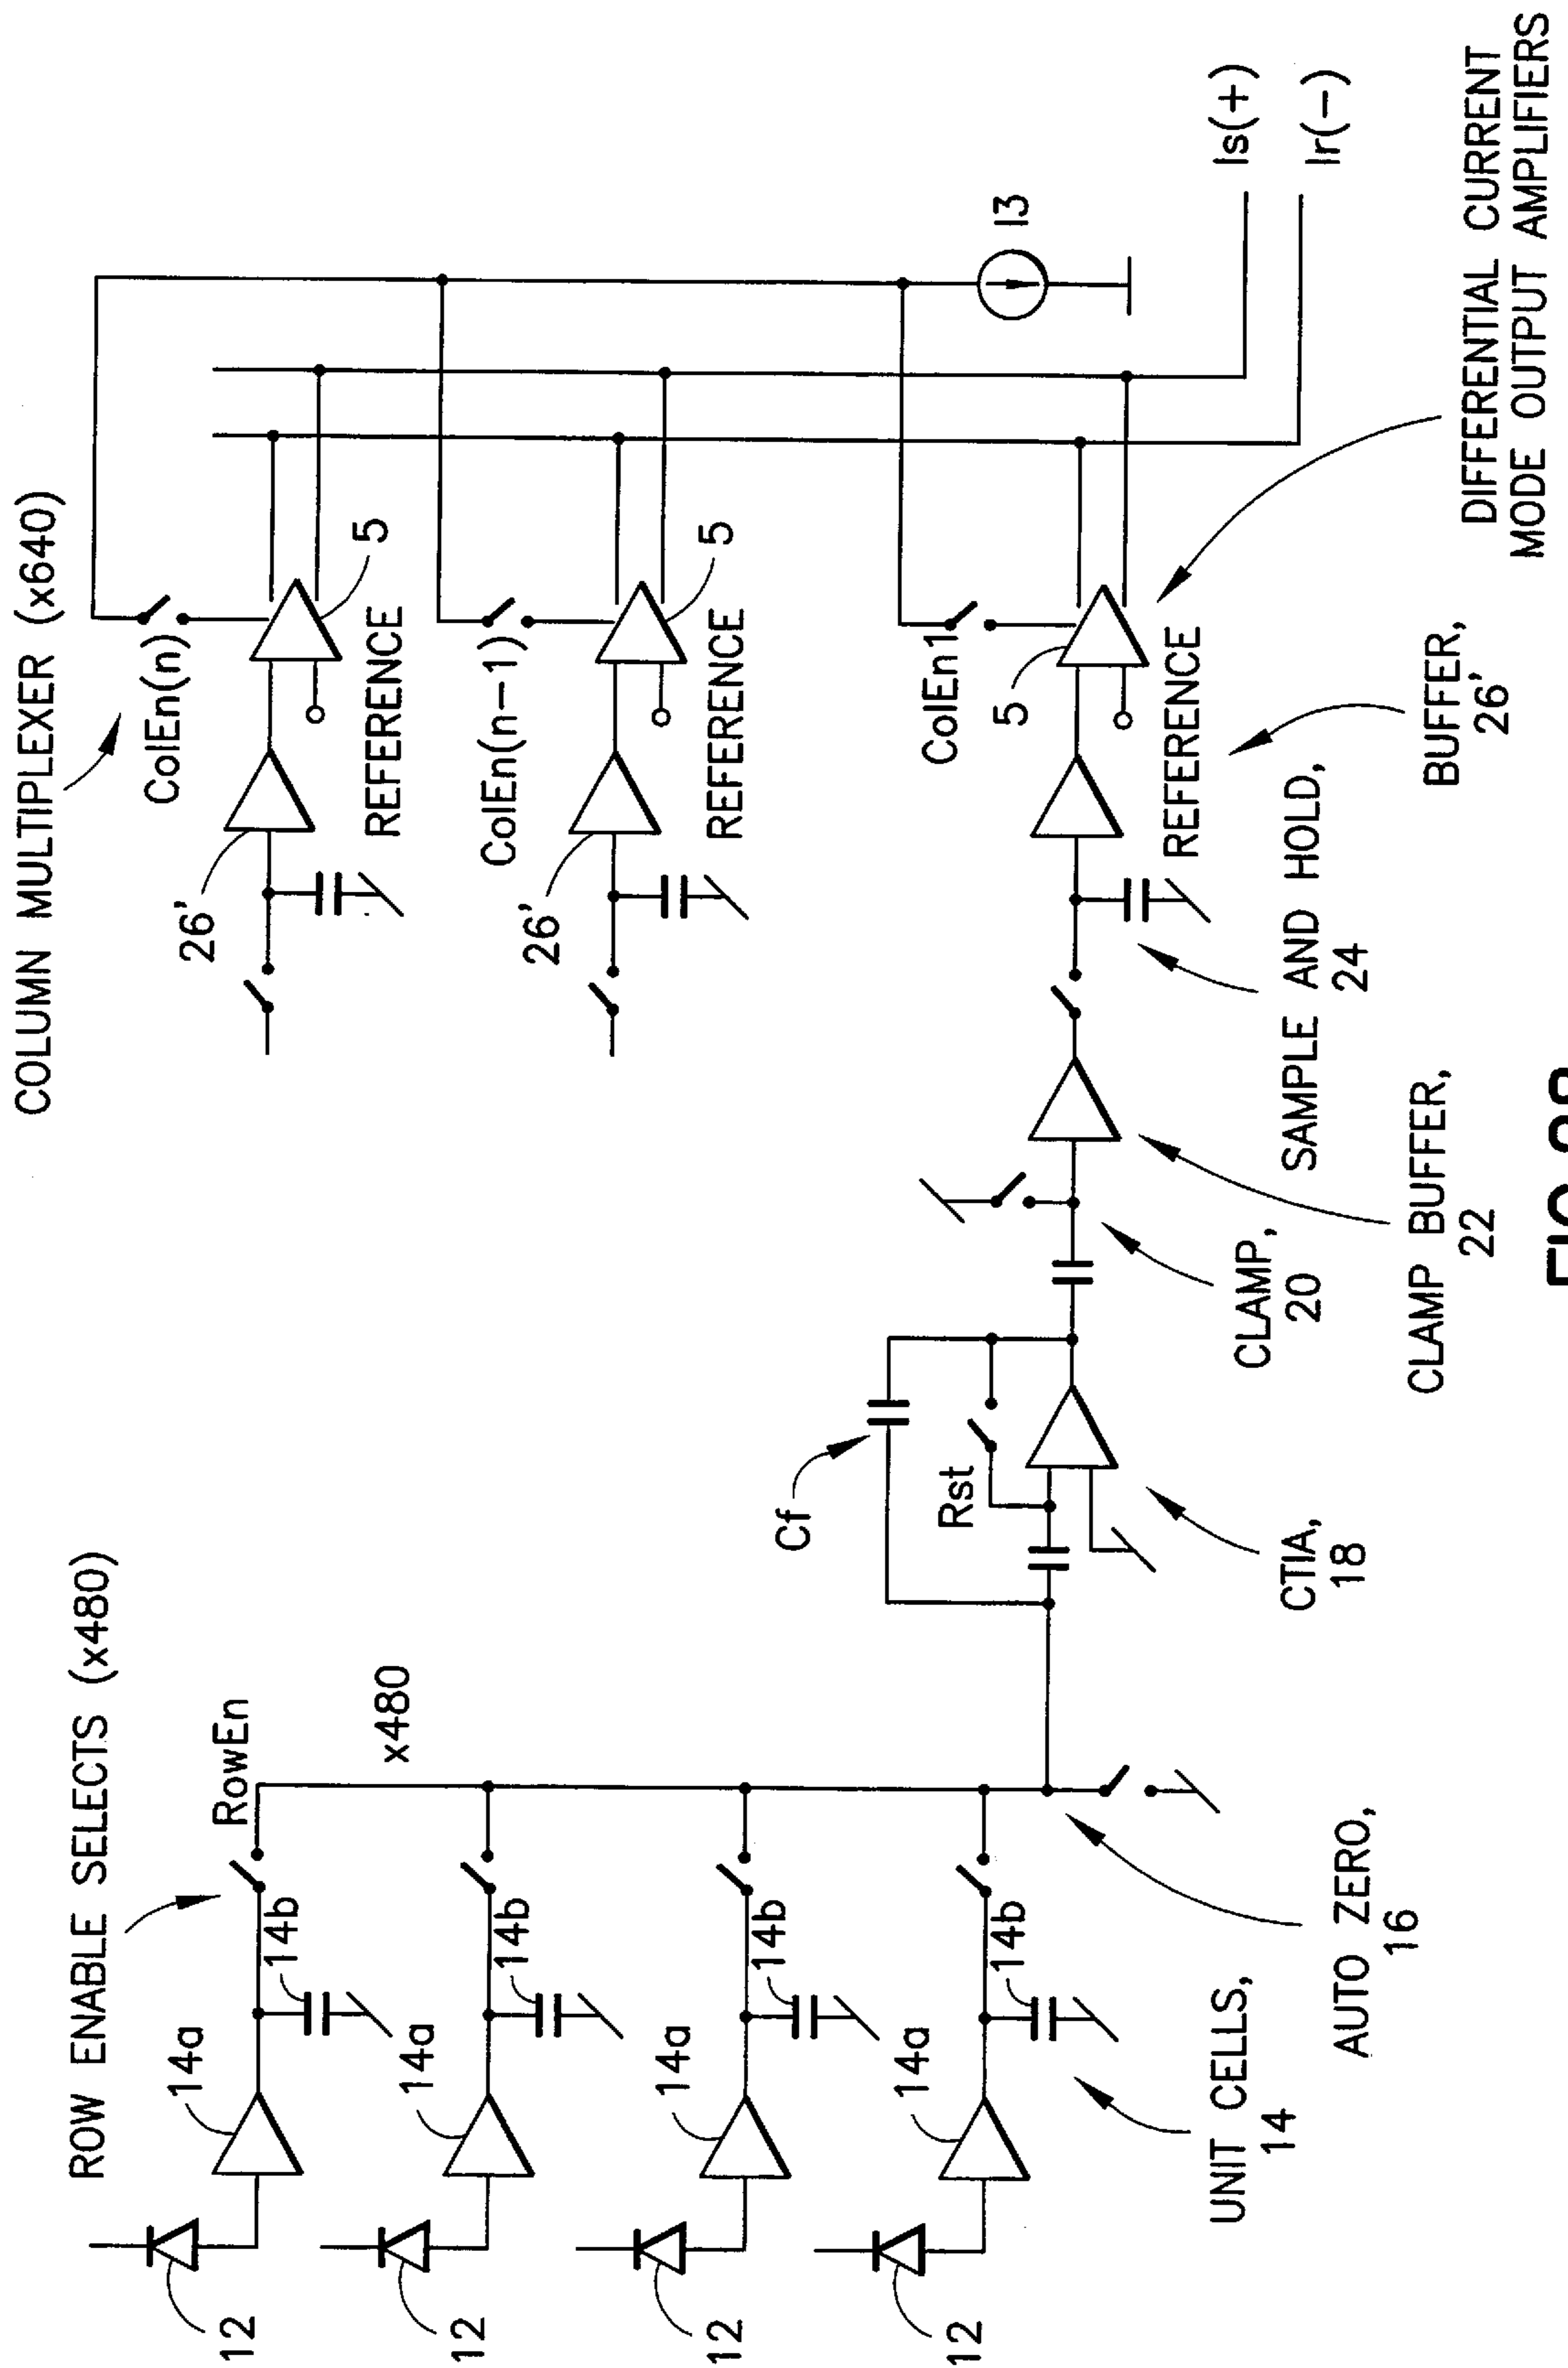 COLUMN MULTIPLEXER (x640)
ColEn(n)
26'
5
REFERENCE
ColEn(n-1)
26'
5
REFERENCE
ColEn1
5
REFERENCE
I3
Is(+)
Ir(-)
DIFFERENTIAL CURRENT
MODE OUTPUT AMPLIFIERS
BUFFER,
26'
SAMPLE AND HOLD,
24
CLAMP BUFFER,
22
CLAMP,
20
Cf
Rst
CTIA,
18
ROW ENABLE SELECTS (x480)
RowEn
x480
12
14a
14b
12
14a
14b
12
14a
14b
12
14a
14b
UNIT CELLS,
14
AUTO ZERO,
16